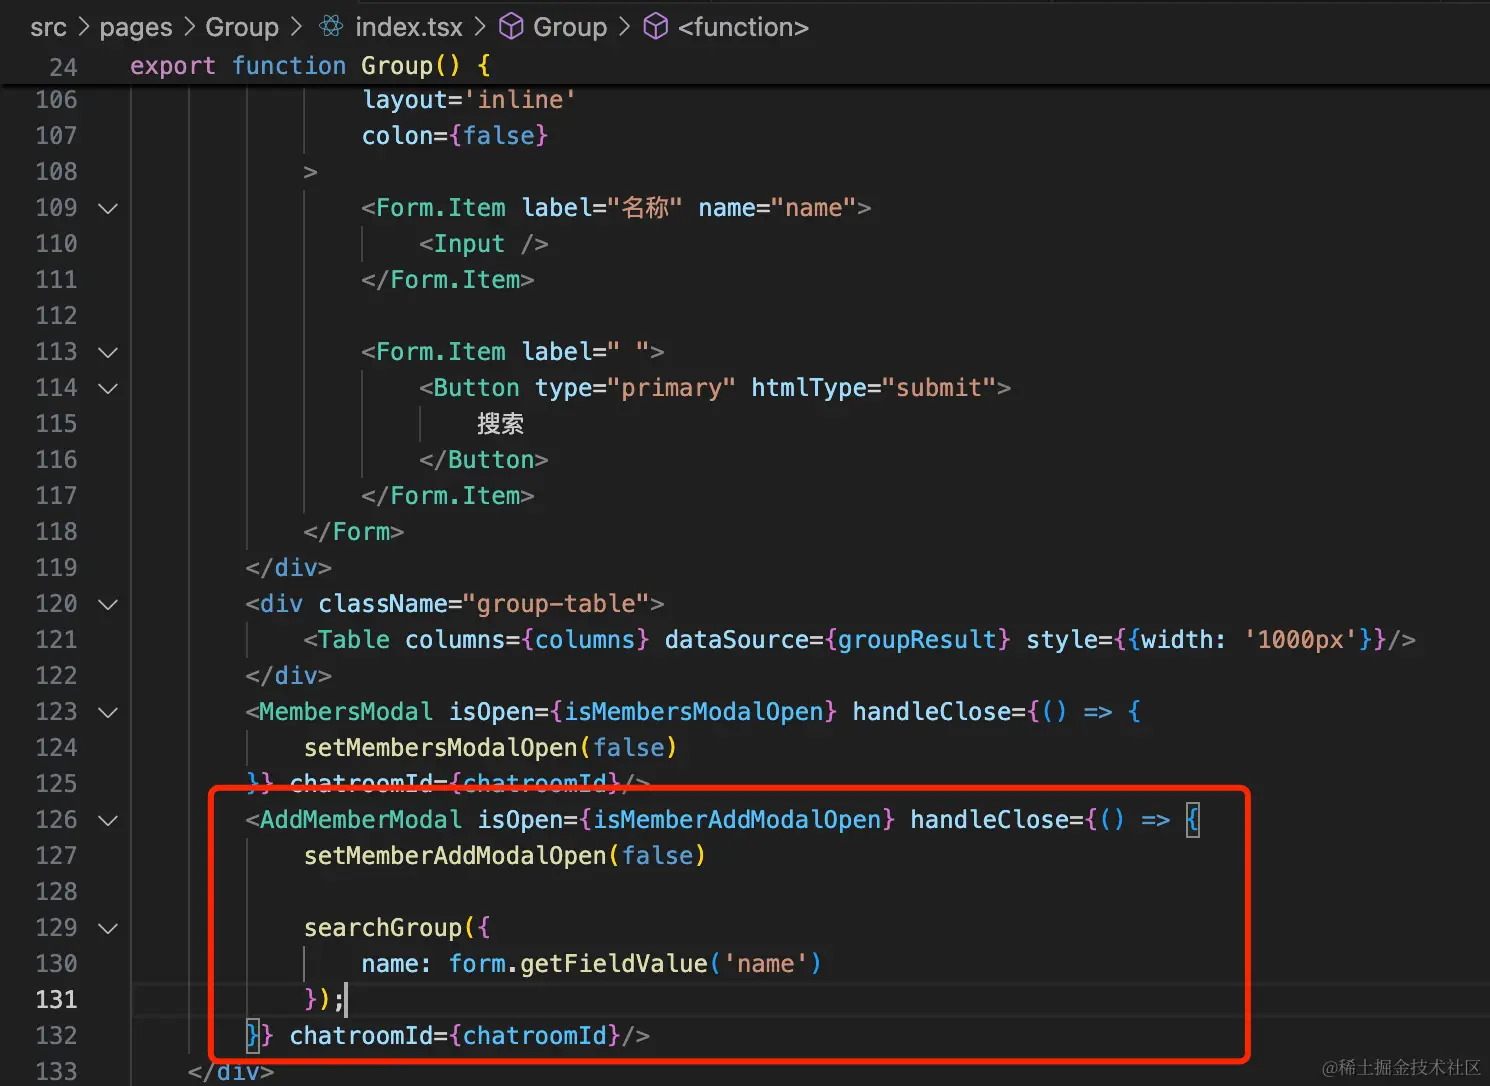 src > pages > Group > index.tsx > Group > <function>
24 export function Group() {
106 layout='inline'
107 colon={false}
108 >
109 <Form.Item label="名称" name="name">
110 <Input />
111 </Form.Item>
112
113 <Form.Item label=" ">
114 <Button type="primary" htmlType="submit">
115 搜索
116 </Button>
117 </Form.Item>
118 </Form>
119 </div>
120 <div className="group-table">
121 <Table columns={columns} dataSource={groupResult} style={{width: '1000px'}}/>
122 </div>
123 <MembersModal isOpen={isMembersModalOpen} handleClose={() => {
124 setMembersModalOpen(false)
125 }} chatroomId={chatroomId}/>
126 <AddMemberModal isOpen={isMemberAddModalOpen} handleClose={() => {
127 setMemberAddModalOpen(false)
128
129 searchGroup({
130 name: form.getFieldValue('name')
131 });
132 }} chatroomId={chatroomId}/>
133 </div>
@稀土掘金技术社区